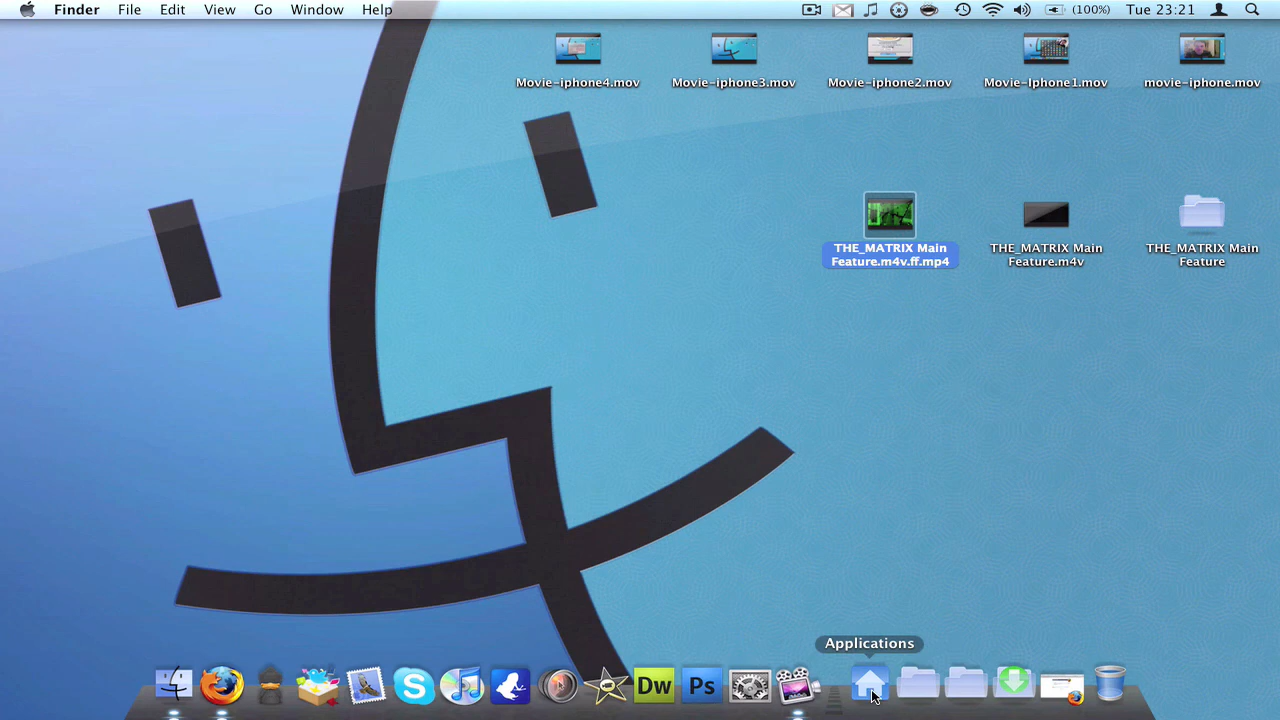 Finder File Edit View Go Window Help (100%) Tue 23:21
Movie-iphone4.mov Movie-iphone3.mov Movie-iphone2.mov Movie-Iphone1.mov movie-iphone.mov
THE_MATRIX Main Feature.m4v.ff.mp4
THE_MATRIX Main Feature.m4v
THE_MATRIX Main Feature
Applications
Dw Ps